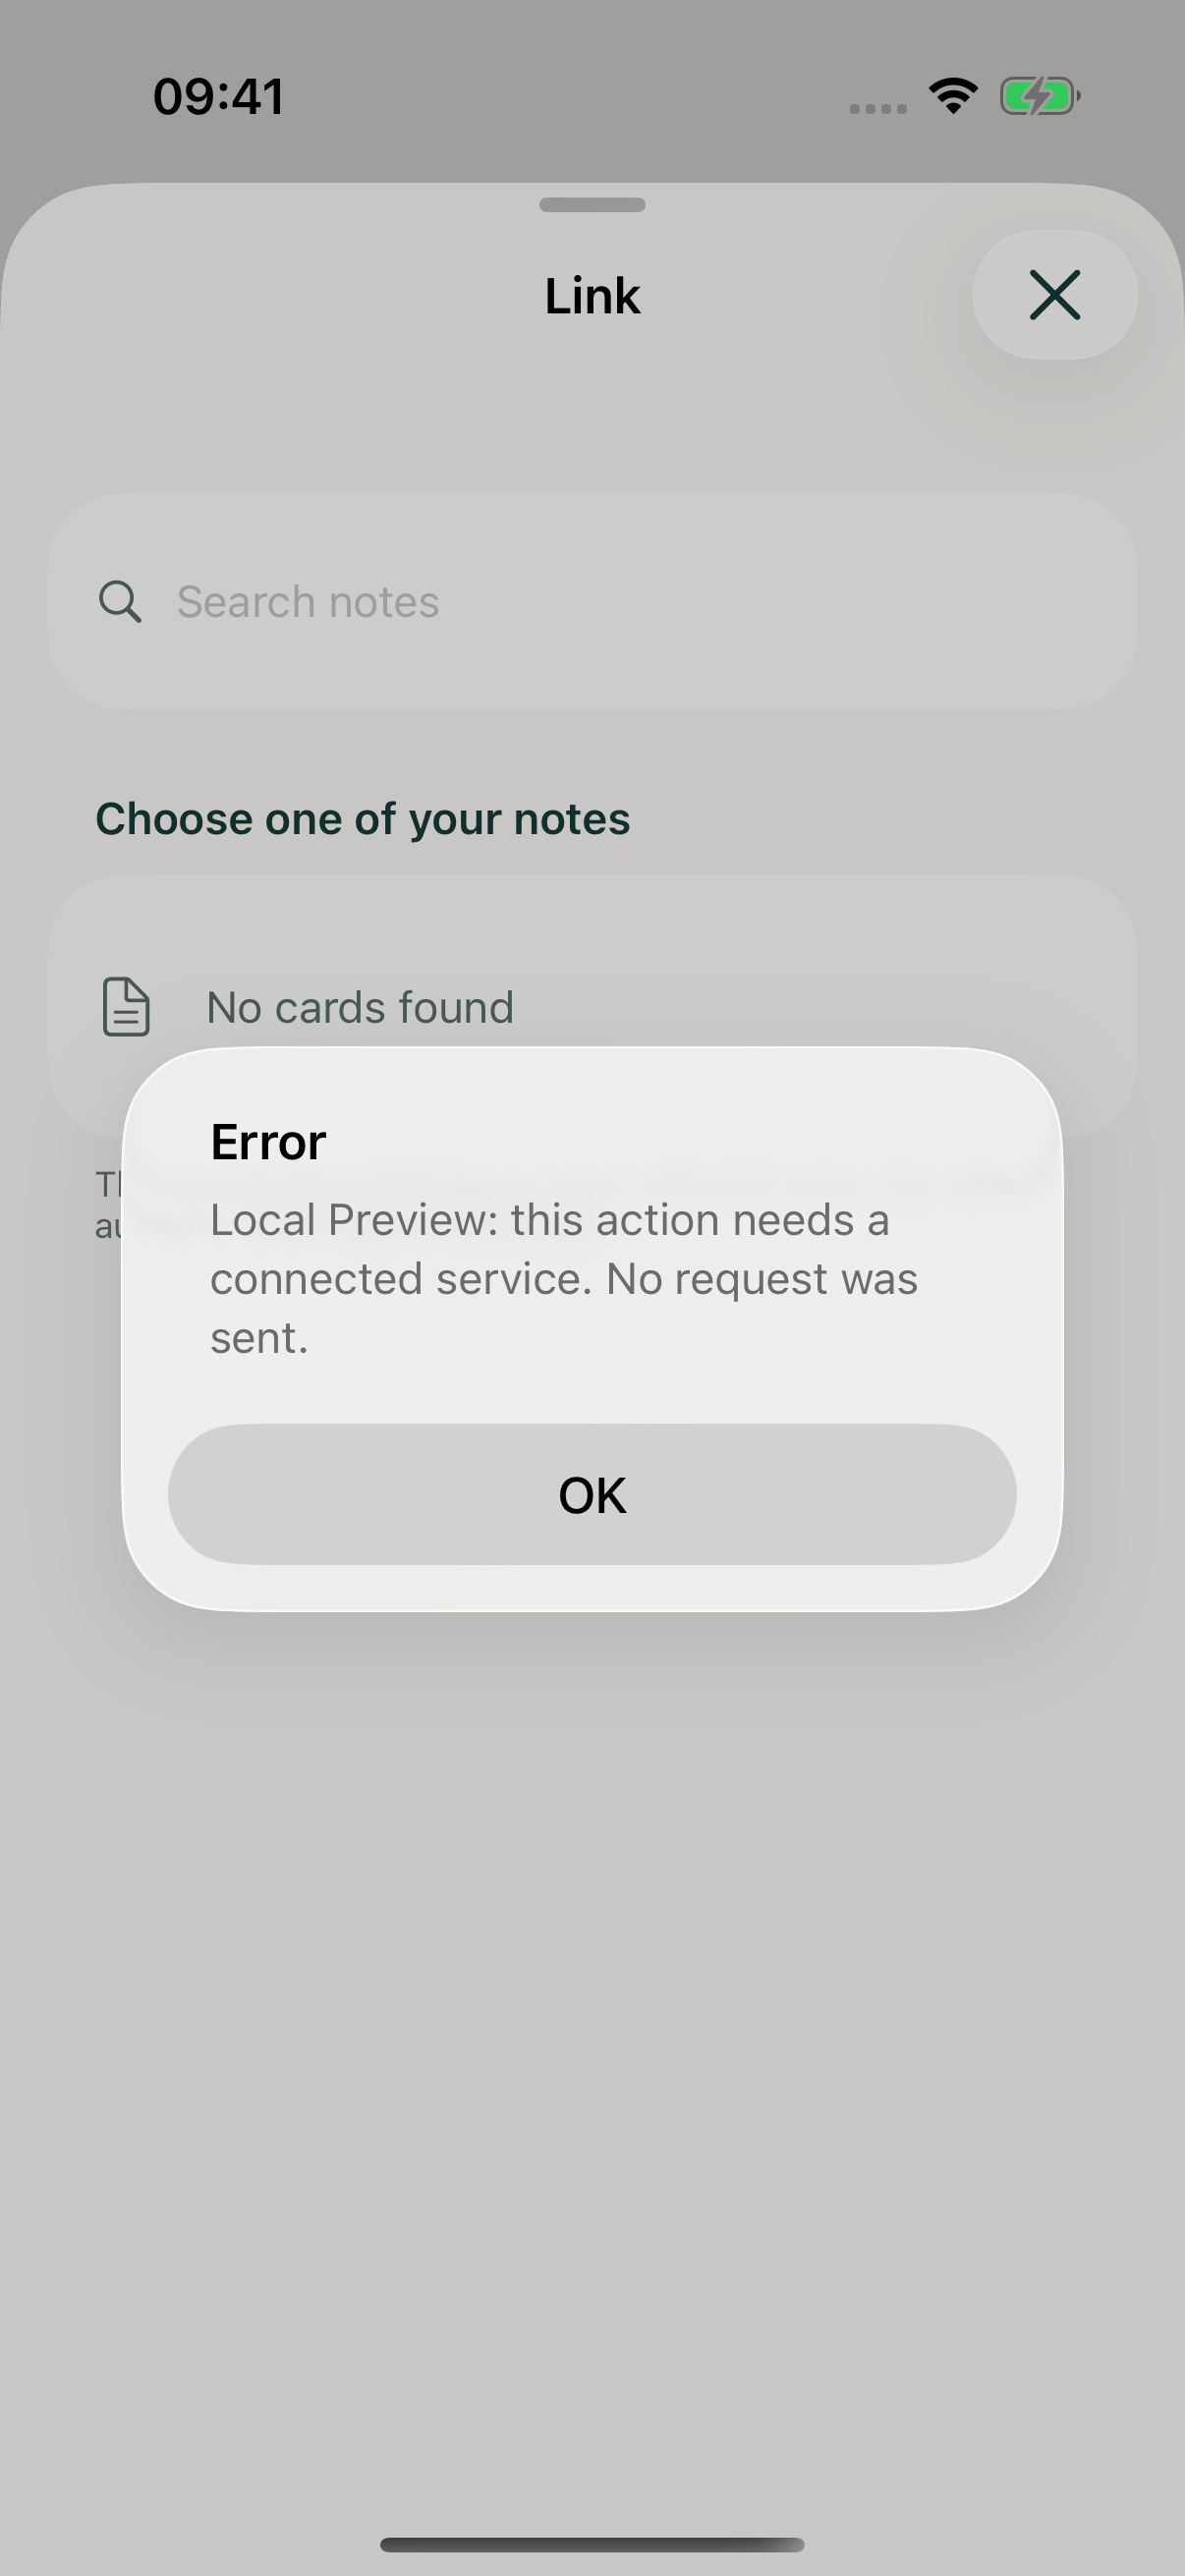 09:41
Link
Search notes
Choose one of your notes
No cards found
Error
Local Preview: this action needs a
connected service. No request was
sent.
OK